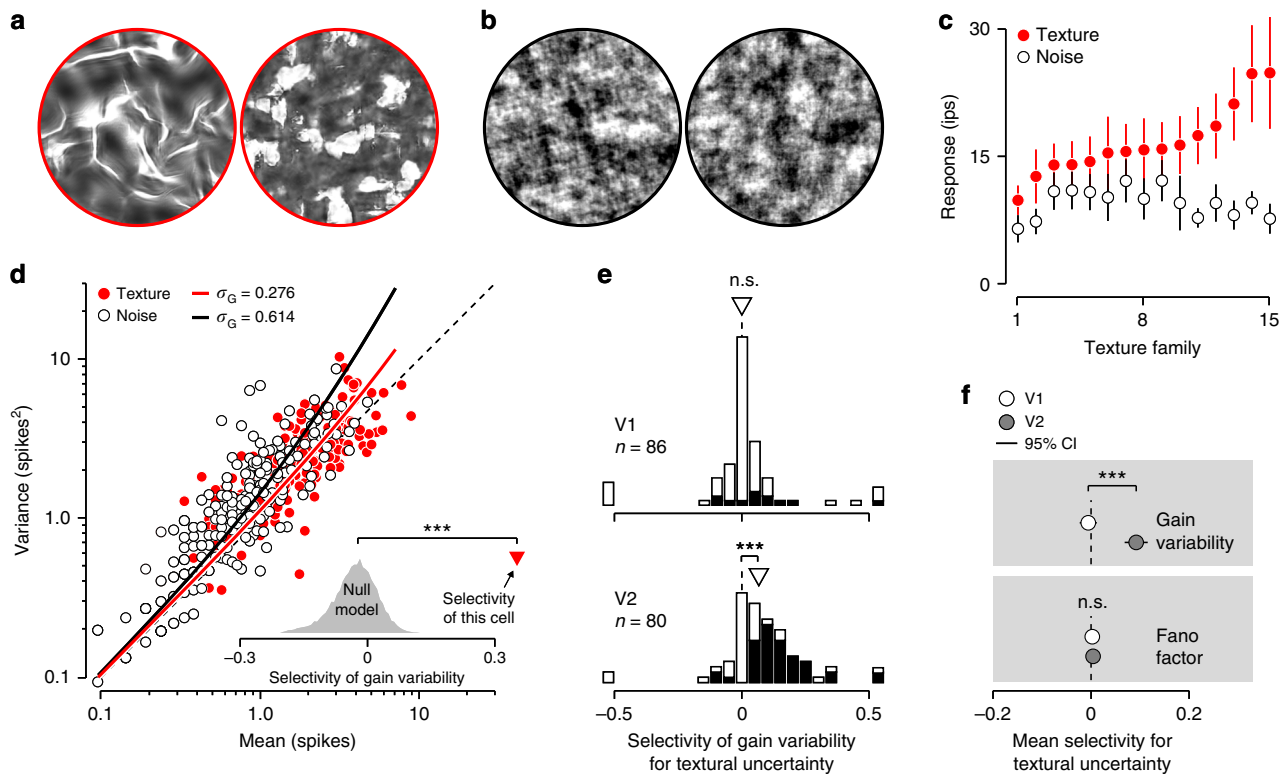 a
b
c
30
Texture
Noise
15
0
Response (ips)
1
8
15
Texture family
d
Texture
Noise
σG = 0.276
σG = 0.614
10
1.0
0.1
Variance (spikes²)
0.1
1.0
10
Mean (spikes)
***
Null
model
Selectivity
of this cell
−0.3
0
0.3
Selectivity of gain variability
e
n.s.
V1
n = 86
***
V2
n = 80
−0.5
0
0.5
Selectivity of gain variability
for textural uncertainty
f
V1
V2
95% CI
***
Gain
variability
n.s.
Fano
factor
−0.2
0
0.2
Mean selectivity for
textural uncertainty